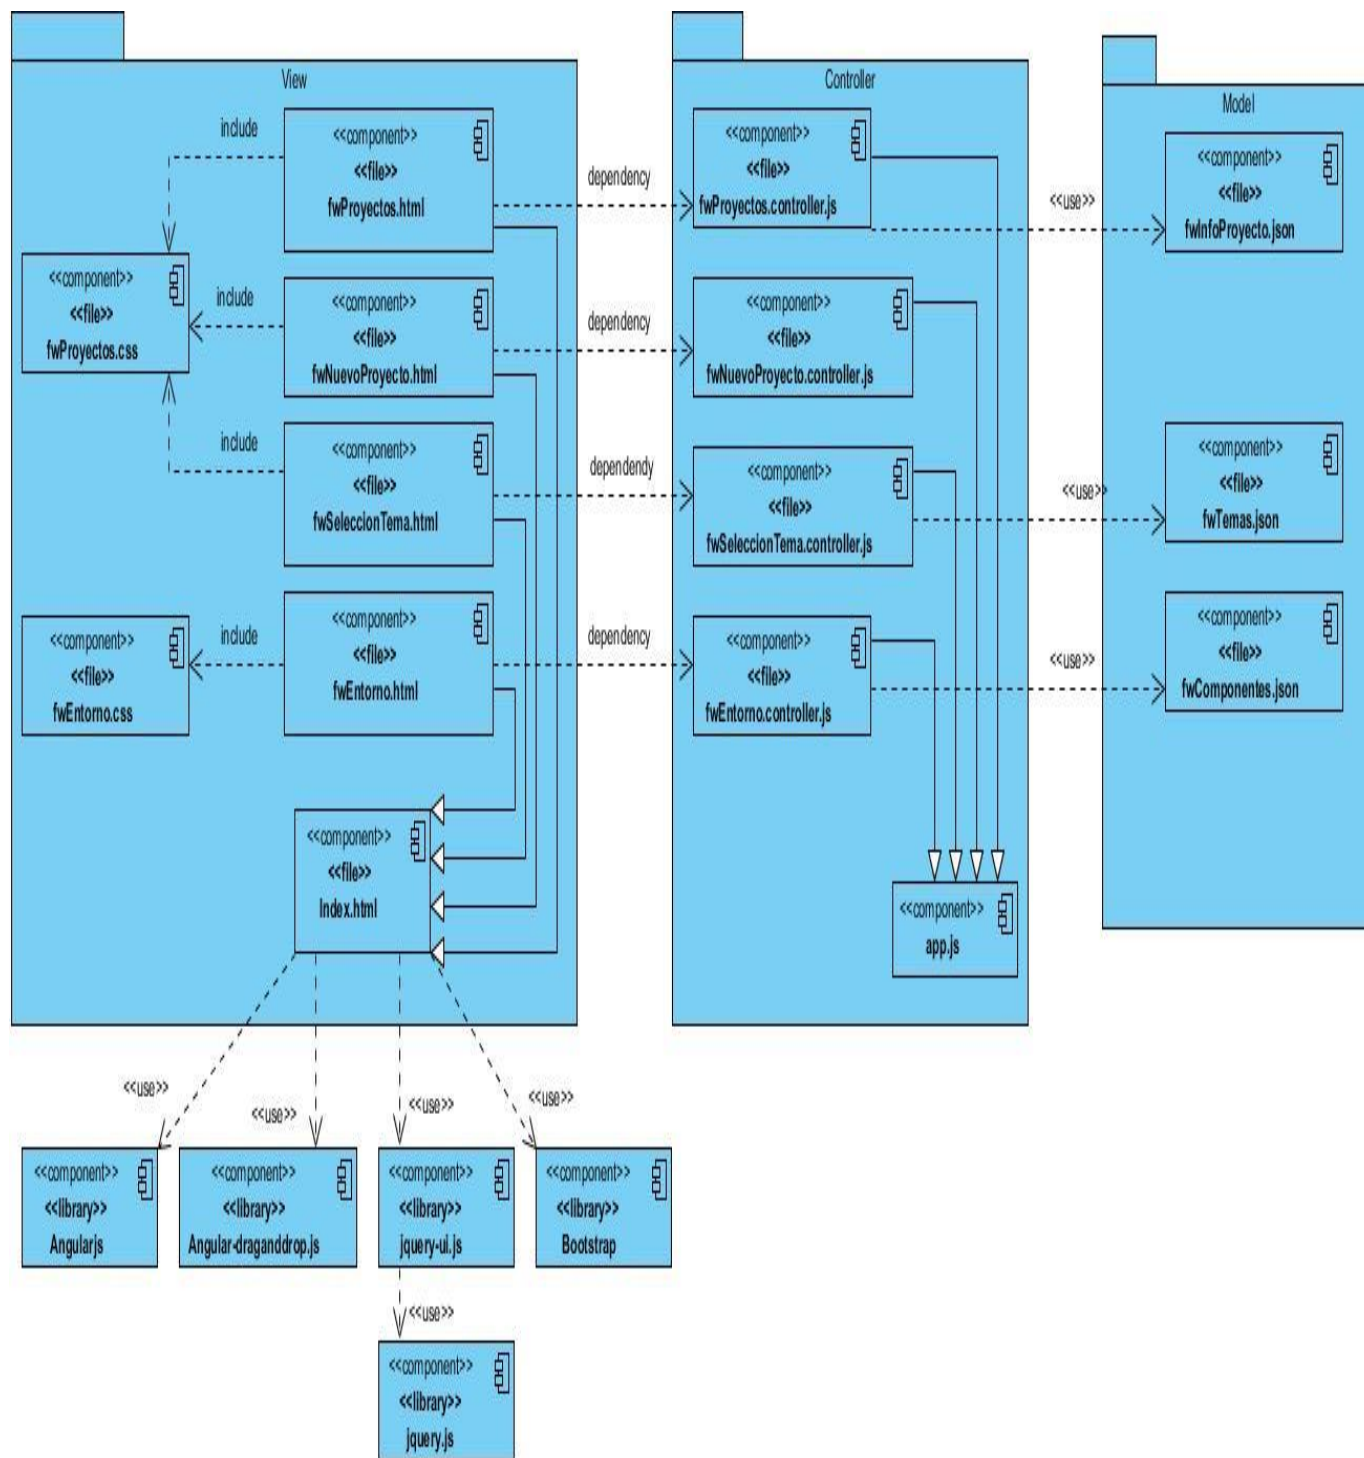 View
<<component>>
<<file>>
fwProyectos.html
include
<<component>>
<<file>>
fwProyectos.css
include
<<component>>
<<file>>
fwNuevoProyecto.html
include
<<component>>
<<file>>
fwSeleccionTema.html
<<component>>
<<file>>
fwEntorno.css
include
<<component>>
<<file>>
fwEntorno.html
<<component>>
<<file>>
Index.html
dependency
dependency
dependendy
dependency
Controller
<<component>>
<<file>>
fwProyectos.controller.js
<<component>>
<<file>>
fwNuevoProyecto.controller.js
<<component>>
<<file>>
fwSeleccionTema.controller.js
<<component>>
<<file>>
fwEntorno.controller.js
<<component>>
app.js
<<use>>
<<use>>
<<use>>
Model
<<component>>
<<file>>
fwInfoProyecto.json
<<component>>
<<file>>
fwTemas.json
<<component>>
<<file>>
fwComponentes.json
<<use>>
<<use>>
<<use>>
<<use>>
<<component>>
<<library>>
Angularjs
<<component>>
<<library>>
Angular-draganddrop.js
<<component>>
<<library>>
jquery-ui.js
<<component>>
<<library>>
Bootstrap
<<use>>
<<component>>
<<library>>
jquery.js